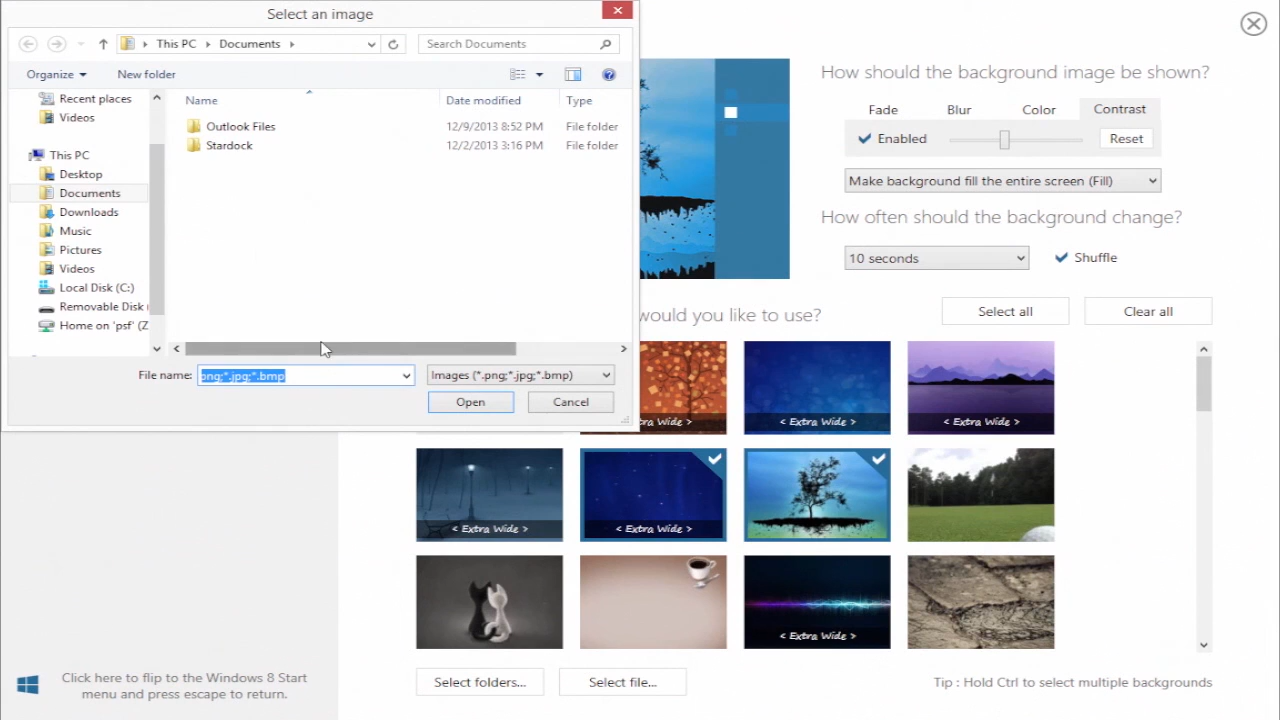 Select an image
This PC
Documents
Search Documents
Organize
New folder
Name
Date modified
Type
Recent places
Videos
This PC
Desktop
Documents
Downloads
Music
Pictures
Videos
Local Disk (C:)
Removable Disk
Home on 'psf' (Z
Outlook Files
12/9/2013 8:52 PM
File folder
Stardock
12/2/2013 3:16 PM
File folder
File name:
png;*.jpg;*.bmp
Images (*.png;*.jpg;*.bmp)
Open
Cancel
How should the background image be shown?
Fade
Blur
Color
Contrast
Enabled
Reset
Make background fill the entire screen (Fill)
How often should the background change?
10 seconds
Shuffle
would you like to use?
Select all
Clear all
Wide >
< Extra Wide >
< Extra Wide >
< Extra Wide >
< Extra Wide >
< Extra Wide >
Select folders...
Select file...
Tip : Hold Ctrl to select multiple backgrounds
Click here to flip to the Windows 8 Start
menu and press escape to return.